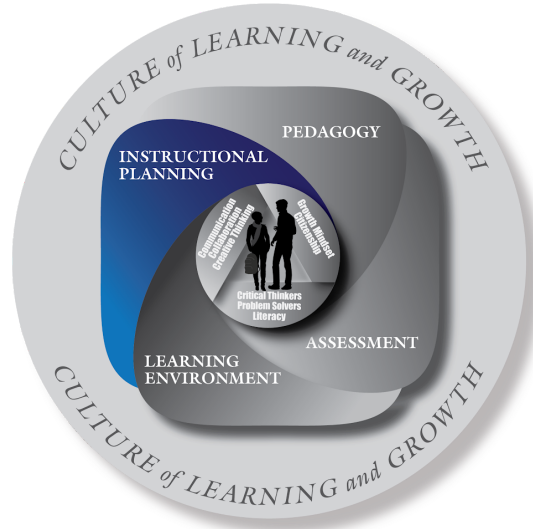 CULTURE of LEARNING and GROWTH
PEDAGOGY
INSTRUCTIONAL
PLANNING
Communication
Collaboration
Creative Thinking
Growth Mindset
Citizenship
Critical Thinkers
Problem Solvers
Literacy
ASSESSMENT
LEARNING
ENVIRONMENT
CULTURE of LEARNING and GROWTH